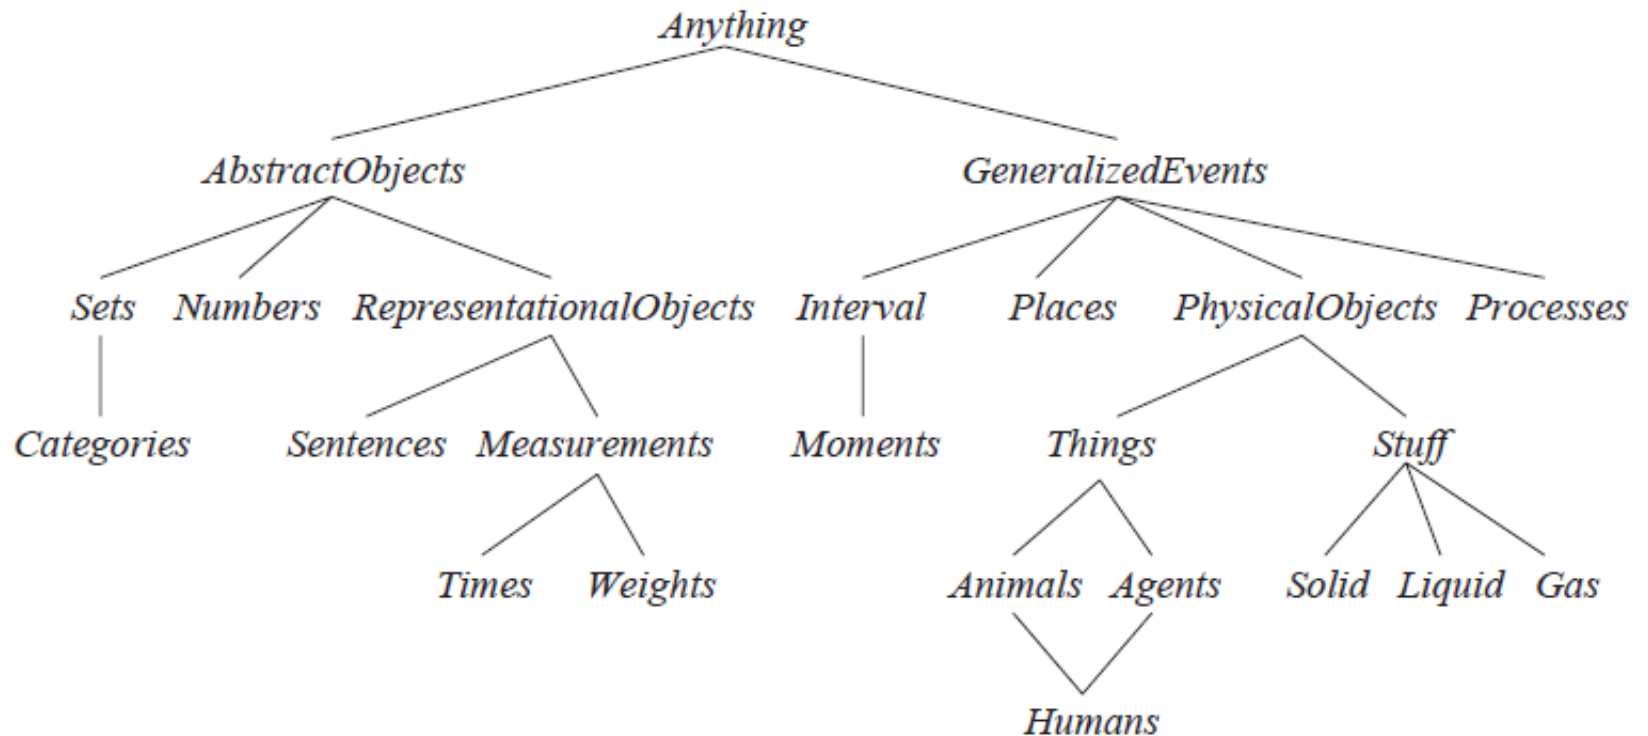 Anything
AbstractObjects GeneralizedEvents
Sets Numbers RepresentationalObjects Interval Places PhysicalObjects Processes
Categories Sentences Measurements Moments Things Stuff
Times Weights Animals Agents Solid Liquid Gas
Humans